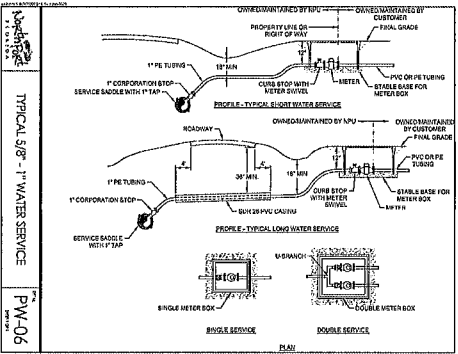 North Port
FLORIDA
TYPICAL 5/8" - 1" WATER SERVICE
PW-06
OWNED/MAINTAINED BY NPU
OWNED/MAINTAINED BY
CUSTOMER
PROPERTY LINE OR
RIGHT OF WAY
FINAL GRADE
12"
1" PE TUBING
18" MIN
1" CORPORATION STOP
SERVICE SADDLE WITH 1" TAP
CURB STOP WITH
METER SWIVEL
METER
PVC OR PE TUBING
STABLE BASE FOR
METER BOX
PROFILE - TYPICAL SHORT WATER SERVICE
ROADWAY
OWNED/MAINTAINED BY NPU
OWNED/MAINTAINED
BY CUSTOMER
FINAL GRADE
4'
4'
36" MIN.
18" MIN.
12"
PVC OR PE
TUBING
1" PE TUBING
1" CORPORATION STOP
CURB STOP
WITH METER
SWIVEL
STABLE BASE FOR
METER BOX
METER
SDR 26 PVC CASING
SERVICE SADDLE
WITH 1" TAP
PROFILE - TYPICAL LONG WATER SERVICE
U-BRANCH
SINGLE METER BOX
DOUBLE METER BOX
SINGLE SERVICE
DOUBLE SERVICE
PLAN